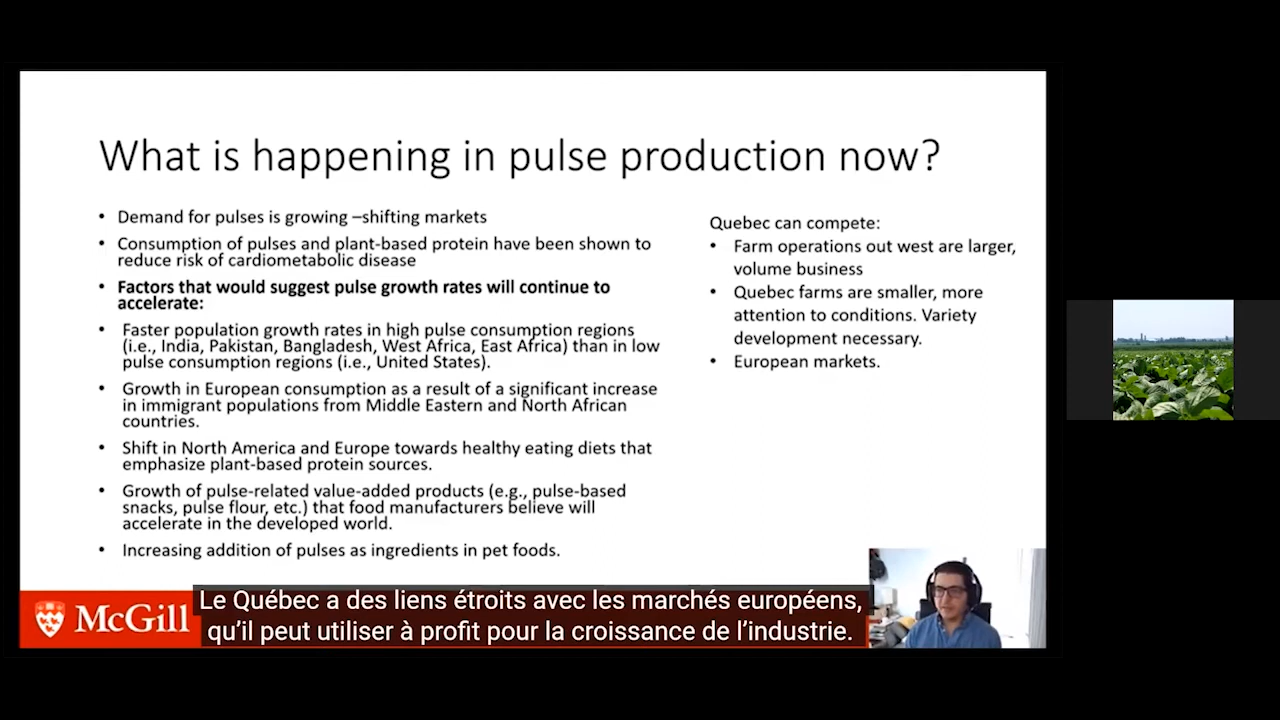 What is happening in pulse production now?
• Demand for pulses is growing –shifting markets
• Consumption of pulses and plant-based protein have been shown to
reduce risk of cardiometabolic disease
• Factors that would suggest pulse growth rates will continue to
accelerate:
• Faster population growth rates in high pulse consumption regions
(i.e., India, Pakistan, Bangladesh, West Africa, East Africa) than in low
pulse consumption regions (i.e., United States).
• Growth in European consumption as a result of a significant increase
in immigrant populations from Middle Eastern and North African
countries.
• Shift in North America and Europe towards healthy eating diets that
emphasize plant-based protein sources.
• Growth of pulse-related value-added products (e.g., pulse-based
snacks, pulse flour, etc.) that food manufacturers believe will
accelerate in the developed world.
• Increasing addition of pulses as ingredients in pet foods.
Quebec can compete:
• Farm operations out west are larger,
volume business
• Quebec farms are smaller, more
attention to conditions. Variety
development necessary.
• European markets.
McGill
Le Québec a des liens étroits avec les marchés européens,
qu’il peut utiliser à profit pour la croissance de l’industrie.